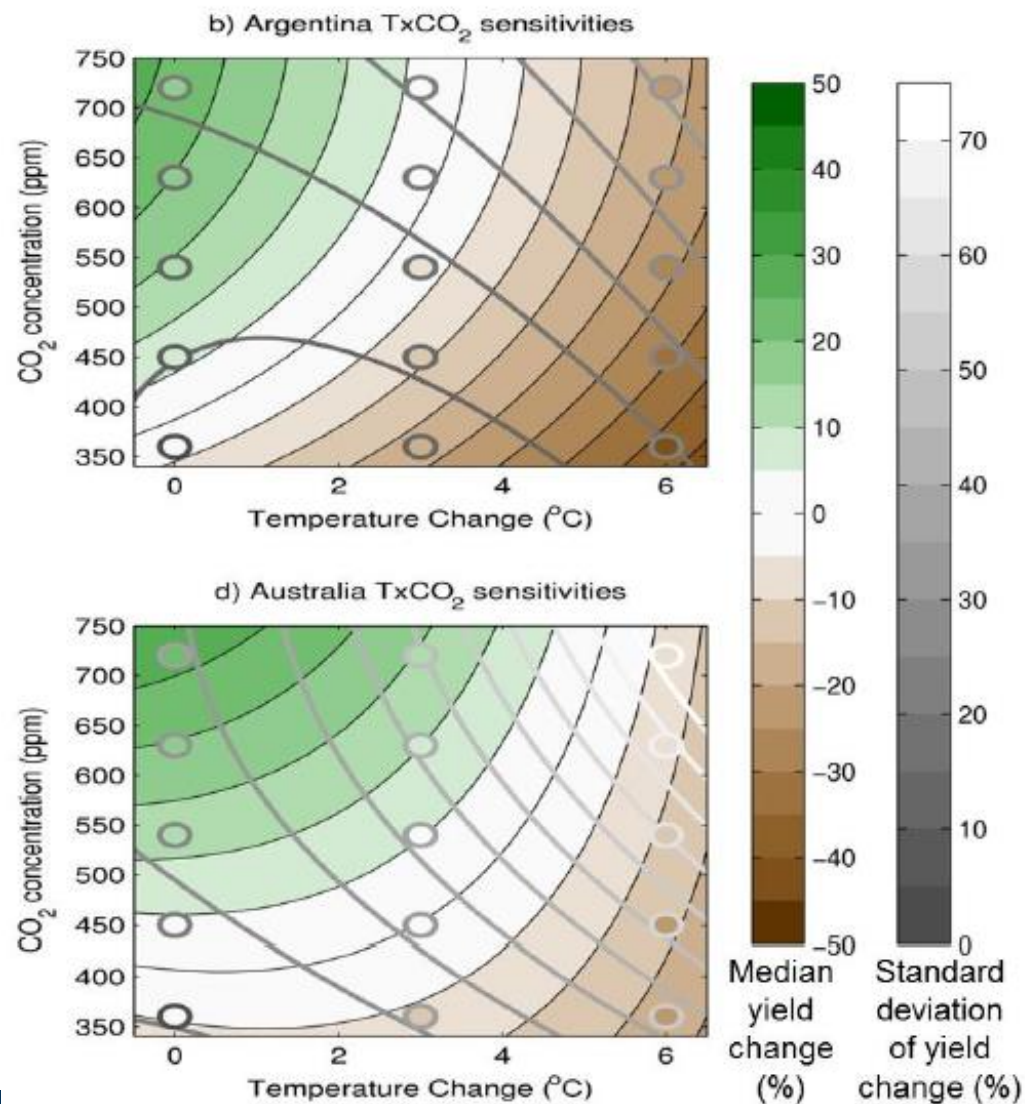 b) Argentina TxCO2 sensitivities
750
700
650
600
550
500
450
400
350
CO2 concentration (ppm)
0 2 4 6
Temperature Change (°C)
d) Australia TxCO2 sensitivities
750
700
650
600
550
500
450
400
350
CO2 concentration (ppm)
0 2 4 6
Temperature Change (°C)
50
40
30
20
10
0
−10
−20
−30
−40
−50
Median
yield
change
(%)
70
60
50
40
30
20
10
0
Standard
deviation
of yield
change (%)